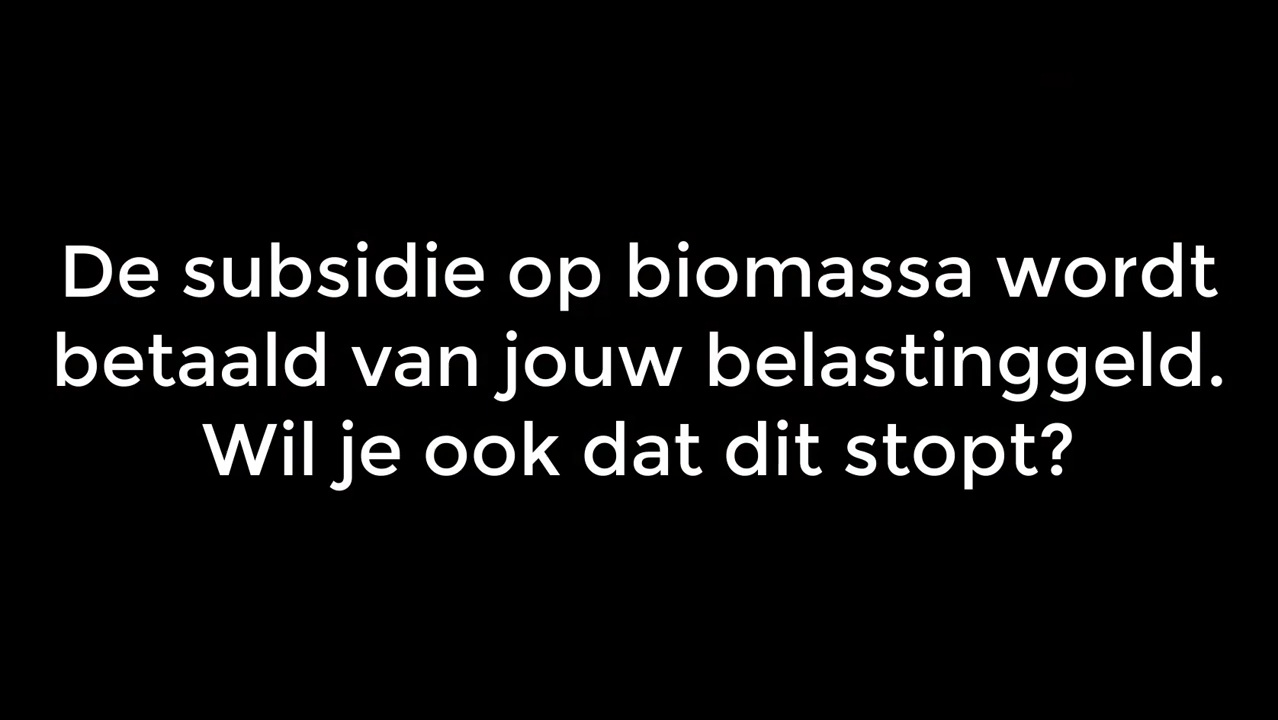 De subsidie op biomassa wordt
betaald van jouw belastinggeld.
Wil je ook dat dit stopt?